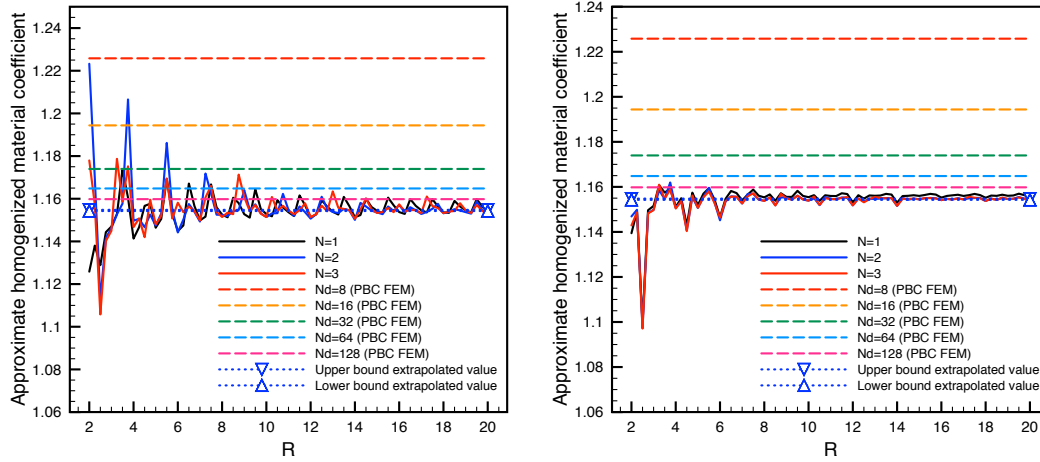 Approximate homogenized material coefficient
1.24
1.22
1.2
1.18
1.16
1.14
1.12
1.1
1.08
1.06
2 4 6 8 10 12 14 16 18 20
R
N=1
N=2
N=3
Nd=8 (PBC FEM)
Nd=16 (PBC FEM)
Nd=32 (PBC FEM)
Nd=64 (PBC FEM)
Nd=128 (PBC FEM)
Upper bound extrapolated value
Lower bound extrapolated value
Approximate homogenized material coefficient
1.24
1.22
1.2
1.18
1.16
1.14
1.12
1.1
1.08
1.06
2 4 6 8 10 12 14 16 18 20
R
N=1
N=2
N=3
Nd=8 (PBC FEM)
Nd=16 (PBC FEM)
Nd=32 (PBC FEM)
Nd=64 (PBC FEM)
Nd=128 (PBC FEM)
Upper bound extrapolated value
Lower bound extrapolated value